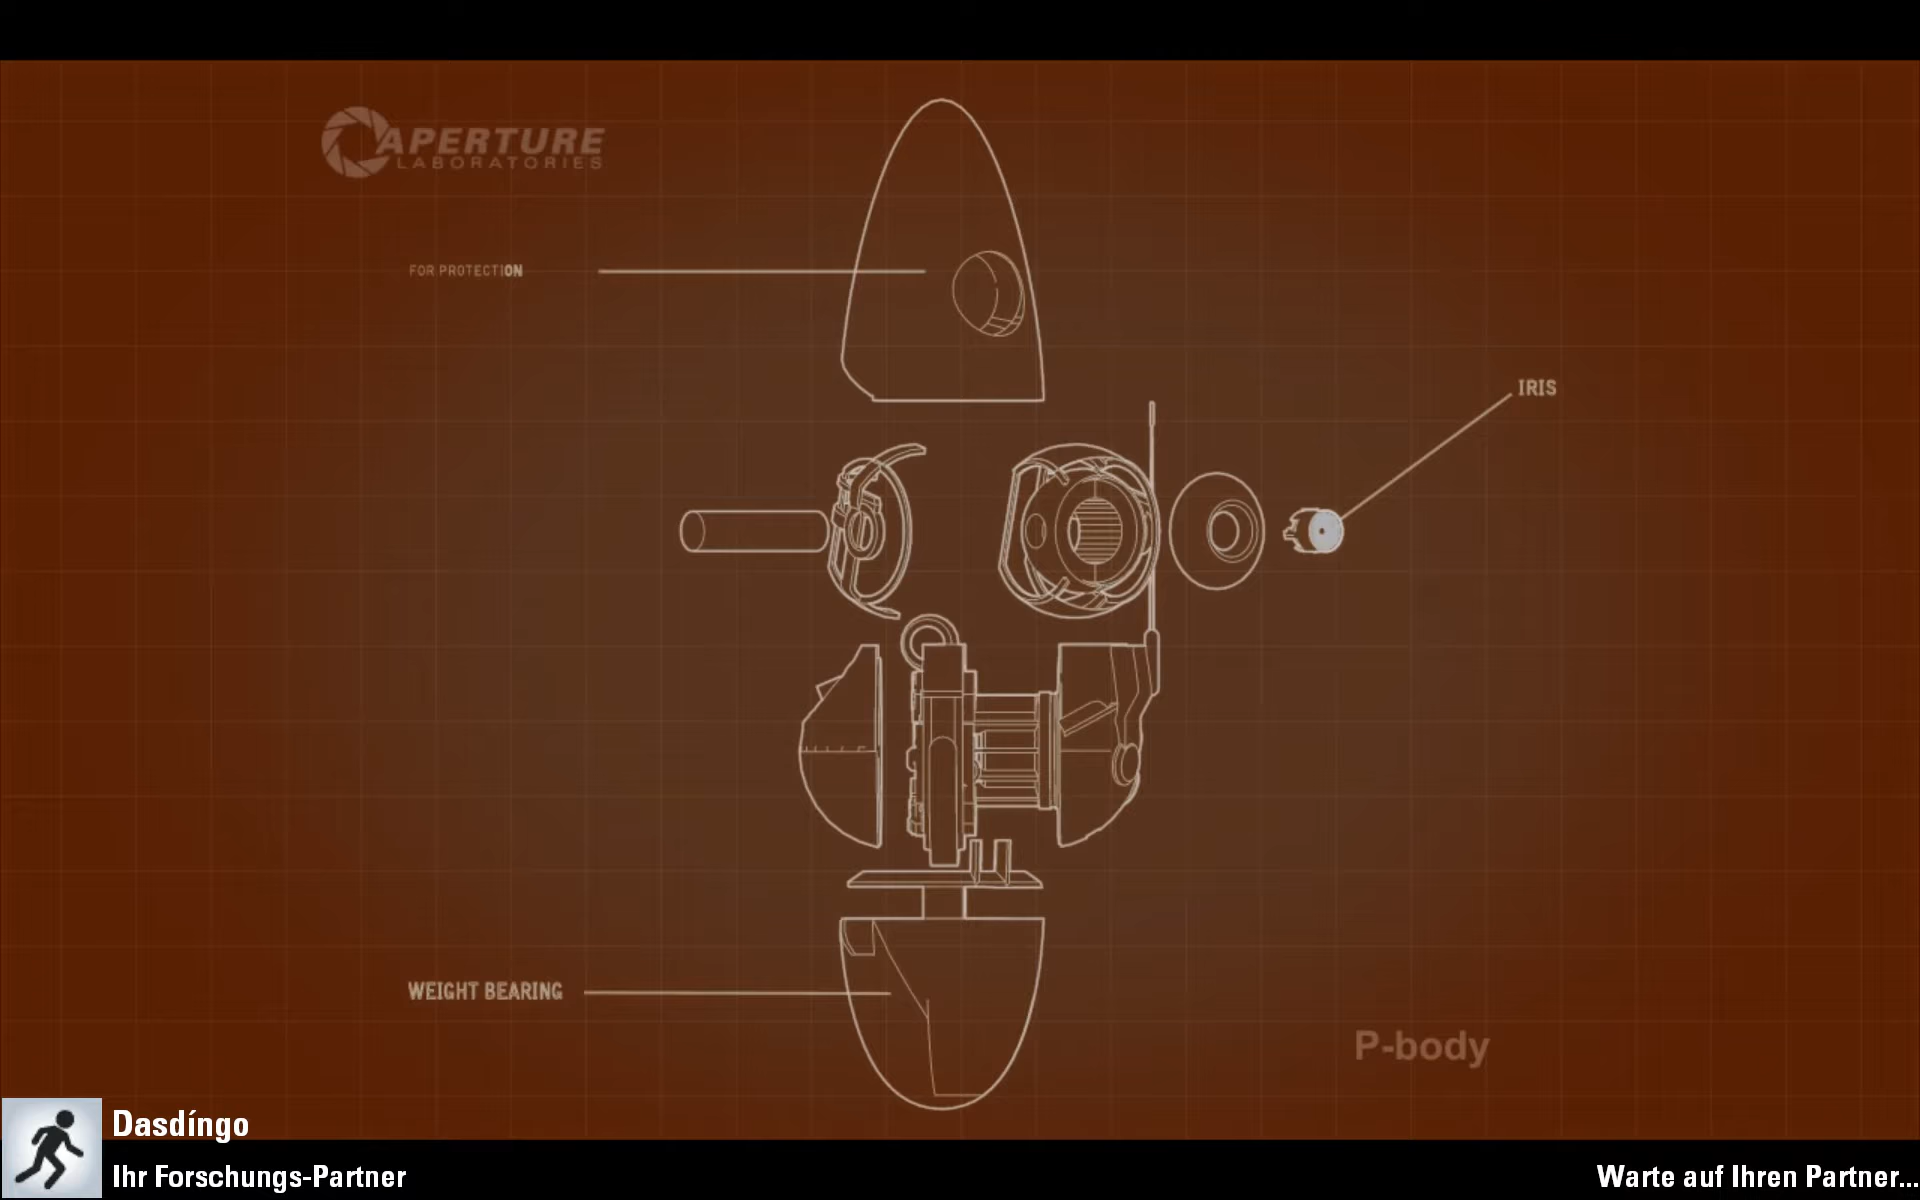 APERTURE
LABORATORIES
FOR PROTECTION
IRIS
WEIGHT BEARING
P-body
Dasdíngo
Ihr Forschungs-Partner
Warte auf Ihren Partner...